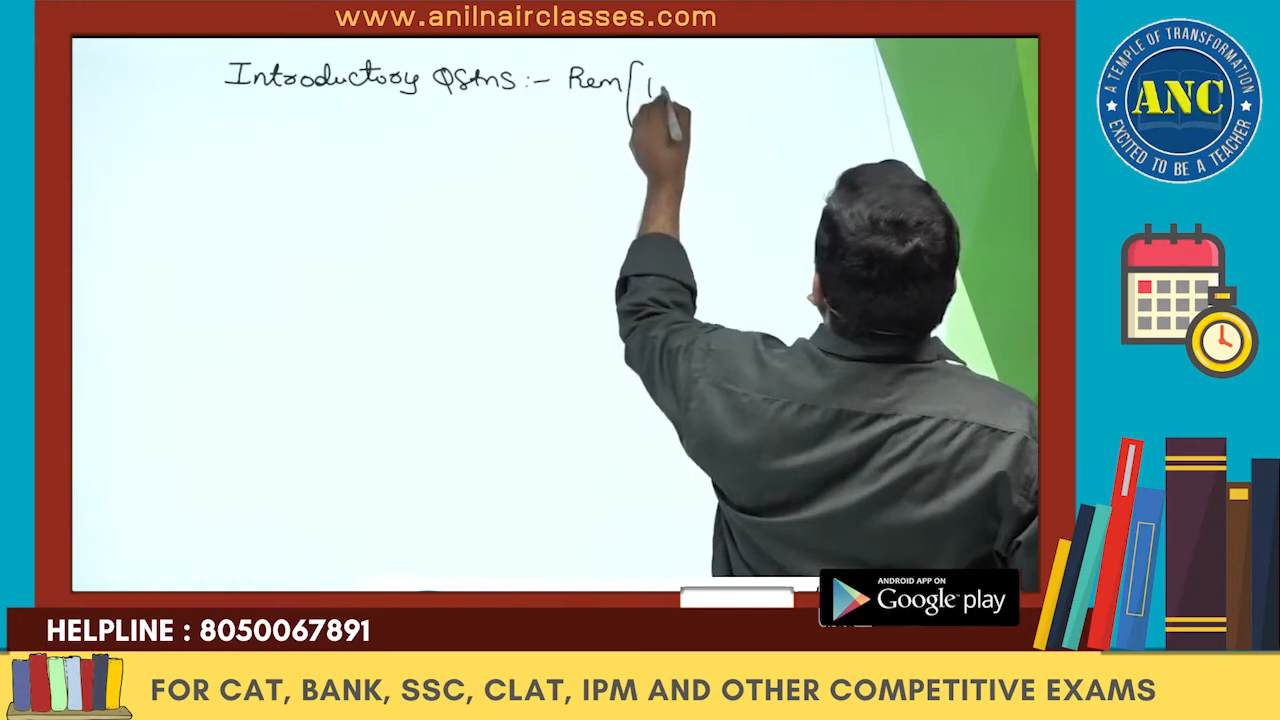 www.anilnairclasses.com
Introductory QStns :- Rem [1
A TEMPLE OF TRANSFORMATION
ANC
EXCITED TO BE A TEACHER
ANDROID APP ON
Google play
HELPLINE : 8050067891
FOR CAT, BANK, SSC, CLAT, IPM AND OTHER COMPETITIVE EXAMS